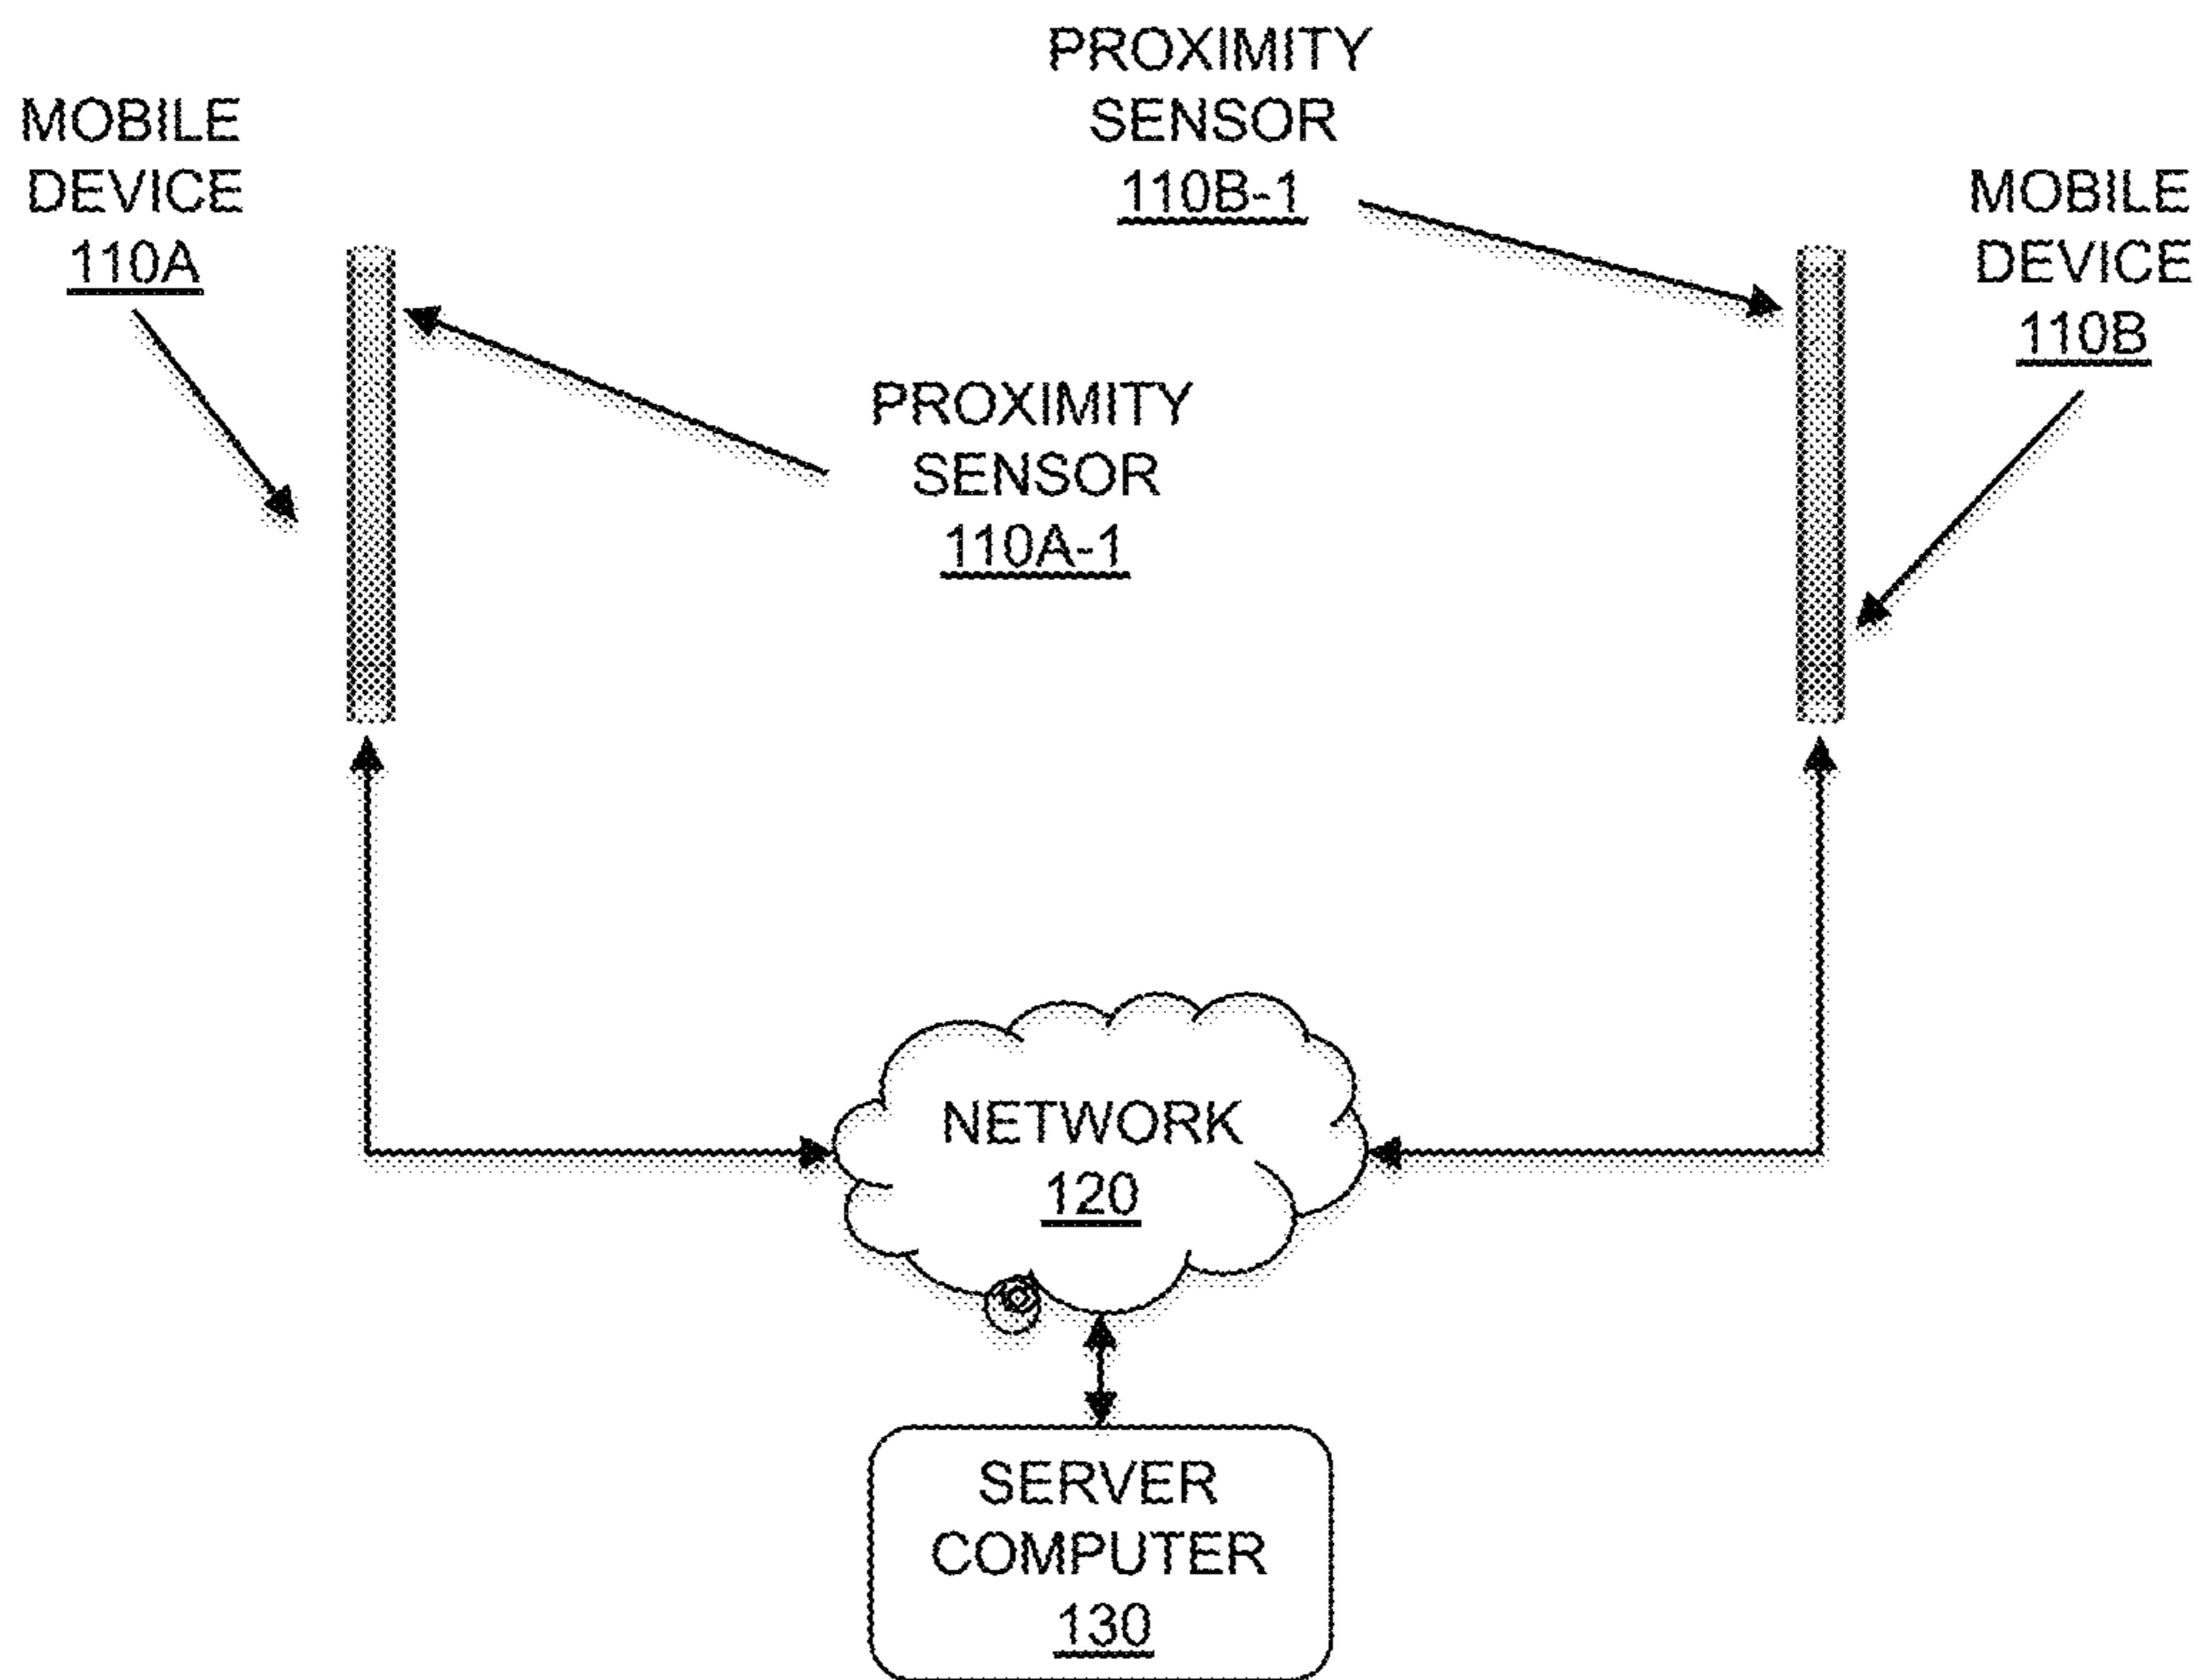 MOBILE
DEVICE
110A
PROXIMITY
SENSOR
110B-1
MOBILE
DEVICE
110B
PROXIMITY
SENSOR
110A-1
NETWORK
120
SERVER
COMPUTER
130